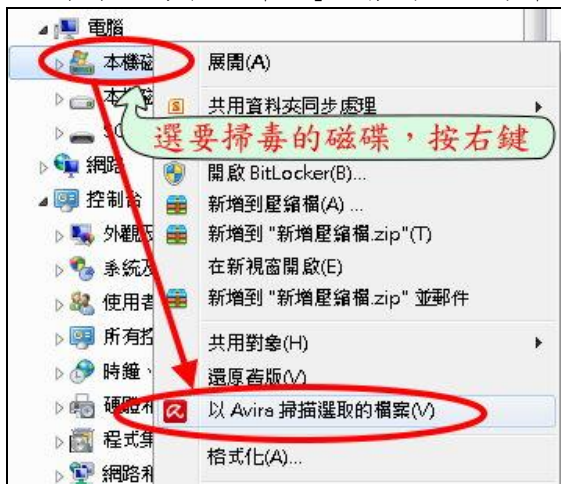 電腦
本機磁
展開(A)
共用資料夾同步處理
選要掃毒的磁碟，按右鍵
網路
開啟 BitLocker(B)...
控制台
新增到壓縮檔(A) ...
外觀及
新增到 "新增壓縮檔.zip"(T)
系統及
在新視窗開啟(E)
使用者
新增到 "新增壓縮檔.zip" 並郵件
所有控
共用對象(H)
時鐘、
還原舊版(V)
硬體和
以 Avira 掃描選取的檔案(V)
程式集
格式化(A)...
網路和